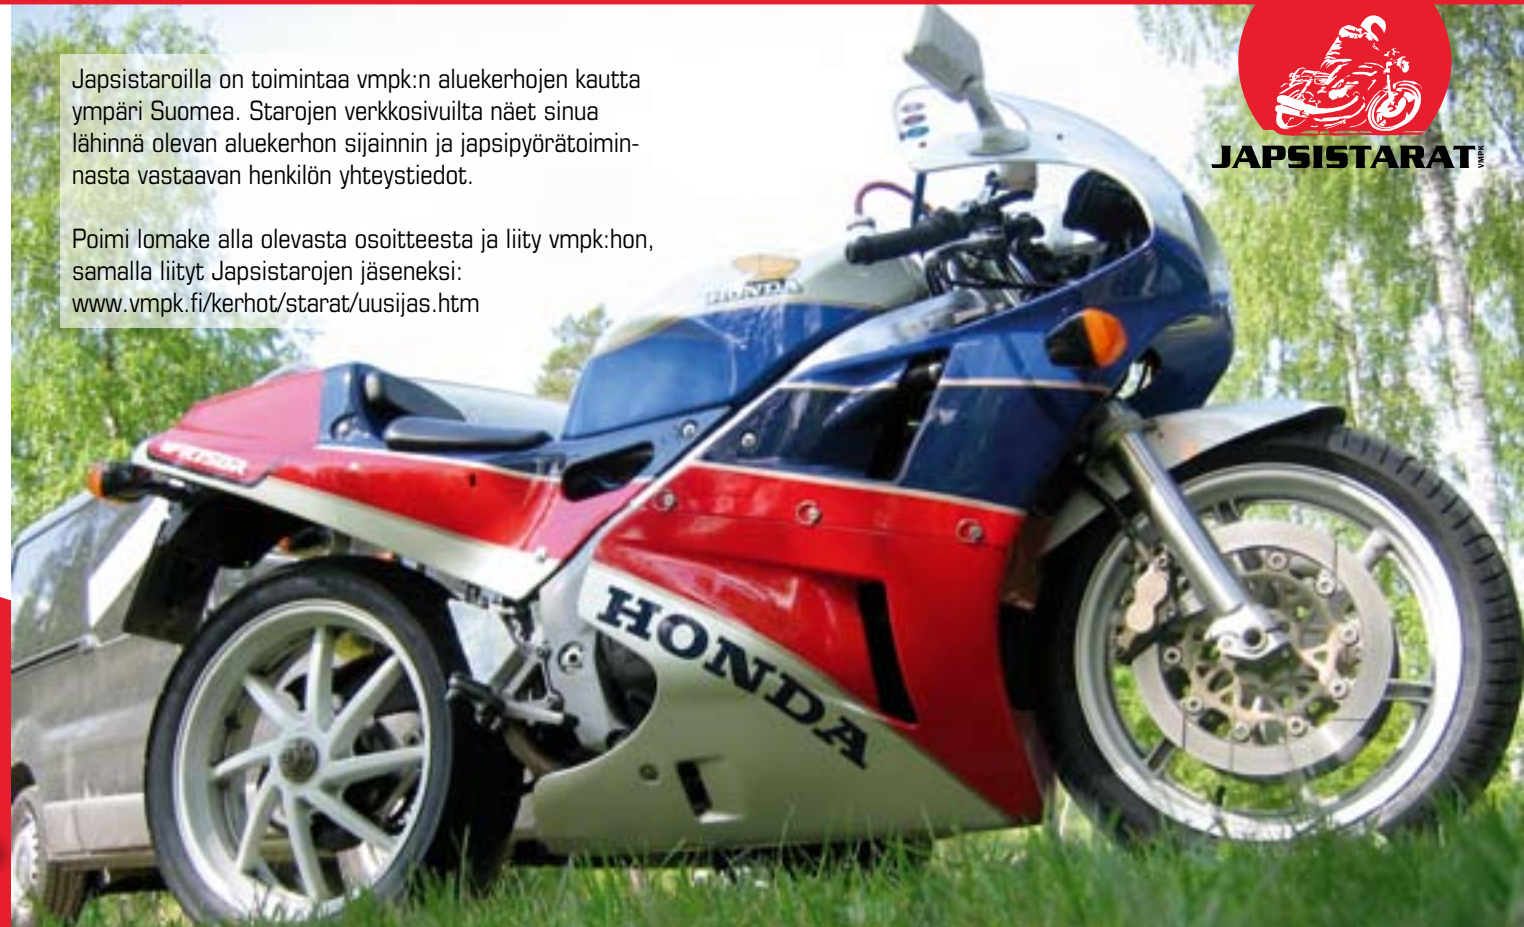 Japsistaroilla on toimintaa vmpk:n aluekerhojen kautta
ympäri Suomea. Starojen verkkosivuilta näet sinua
lähinnä olevan aluekerhon sijainnin ja japsipyörätoimin-
nasta vastaavan henkilön yhteystiedot.
Poimi lomake alla olevasta osoitteesta ja liity vmpk:hon,
samalla liityt Japsistarojen jäseneksi:
www.vmpk.fi/kerhot/starat/uusijas.htm
JAPSISTARAT
VMPK
HONDA
VFR750R
HONDA